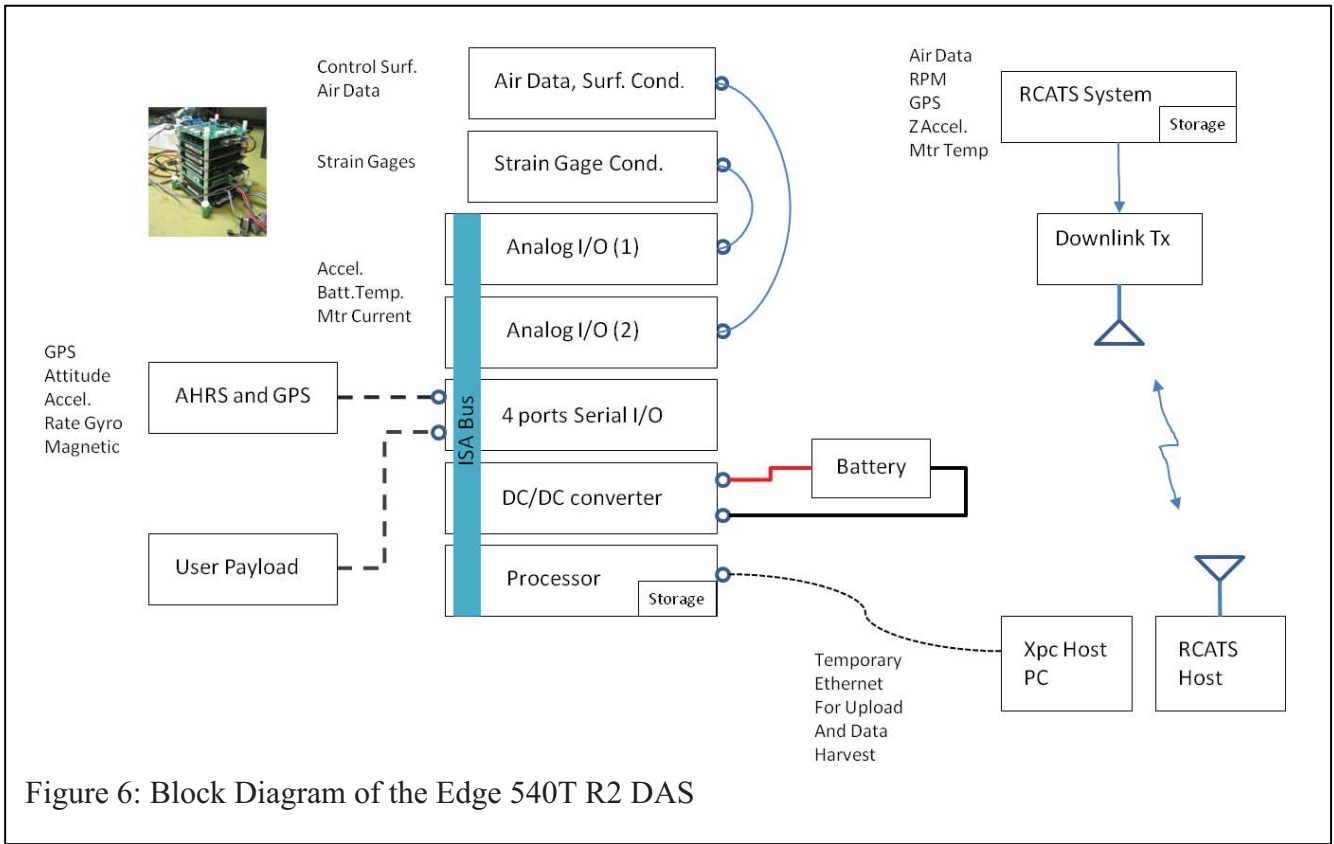 Control Surf.
Air Data
Air Data, Surf. Cond.
Strain Gages
Strain Gage Cond.
Analog I/O (1)
Accel.
Batt.Temp.
Mtr Current
Analog I/O (2)
GPS
Attitude
Accel.
Rate Gyro
Magnetic
AHRS and GPS
4 ports Serial I/O
ISA Bus
DC/DC converter
Battery
User Payload
Processor
Storage
Temporary
Ethernet
For Upload
And Data
Harvest
Air Data
RPM
GPS
Z Accel.
Mtr Temp
RCATS System
Storage
Downlink Tx
Xpc Host
PC
RCATS
Host
Figure 6: Block Diagram of the Edge 540T R2 DAS